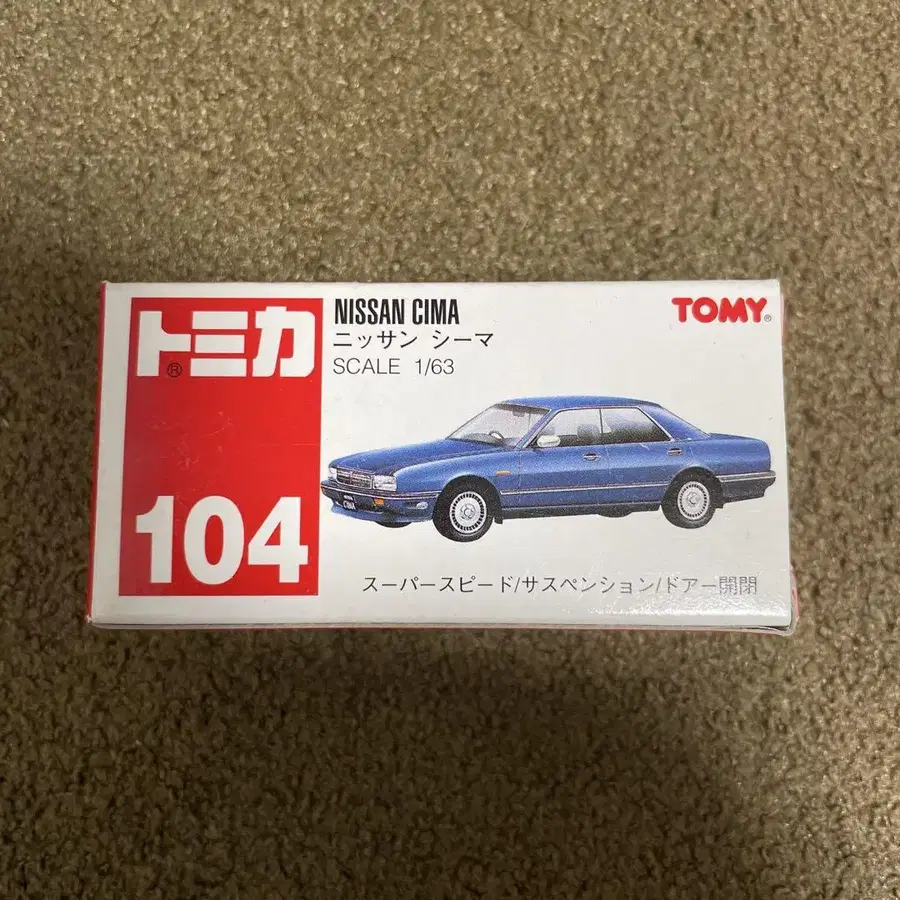 トミカ®
104
NISSAN CIMA
ニッサン シーマ
SCALE 1/63
TOMY®
CIMA
スーパースピード/サスペンション/ドアー開閉